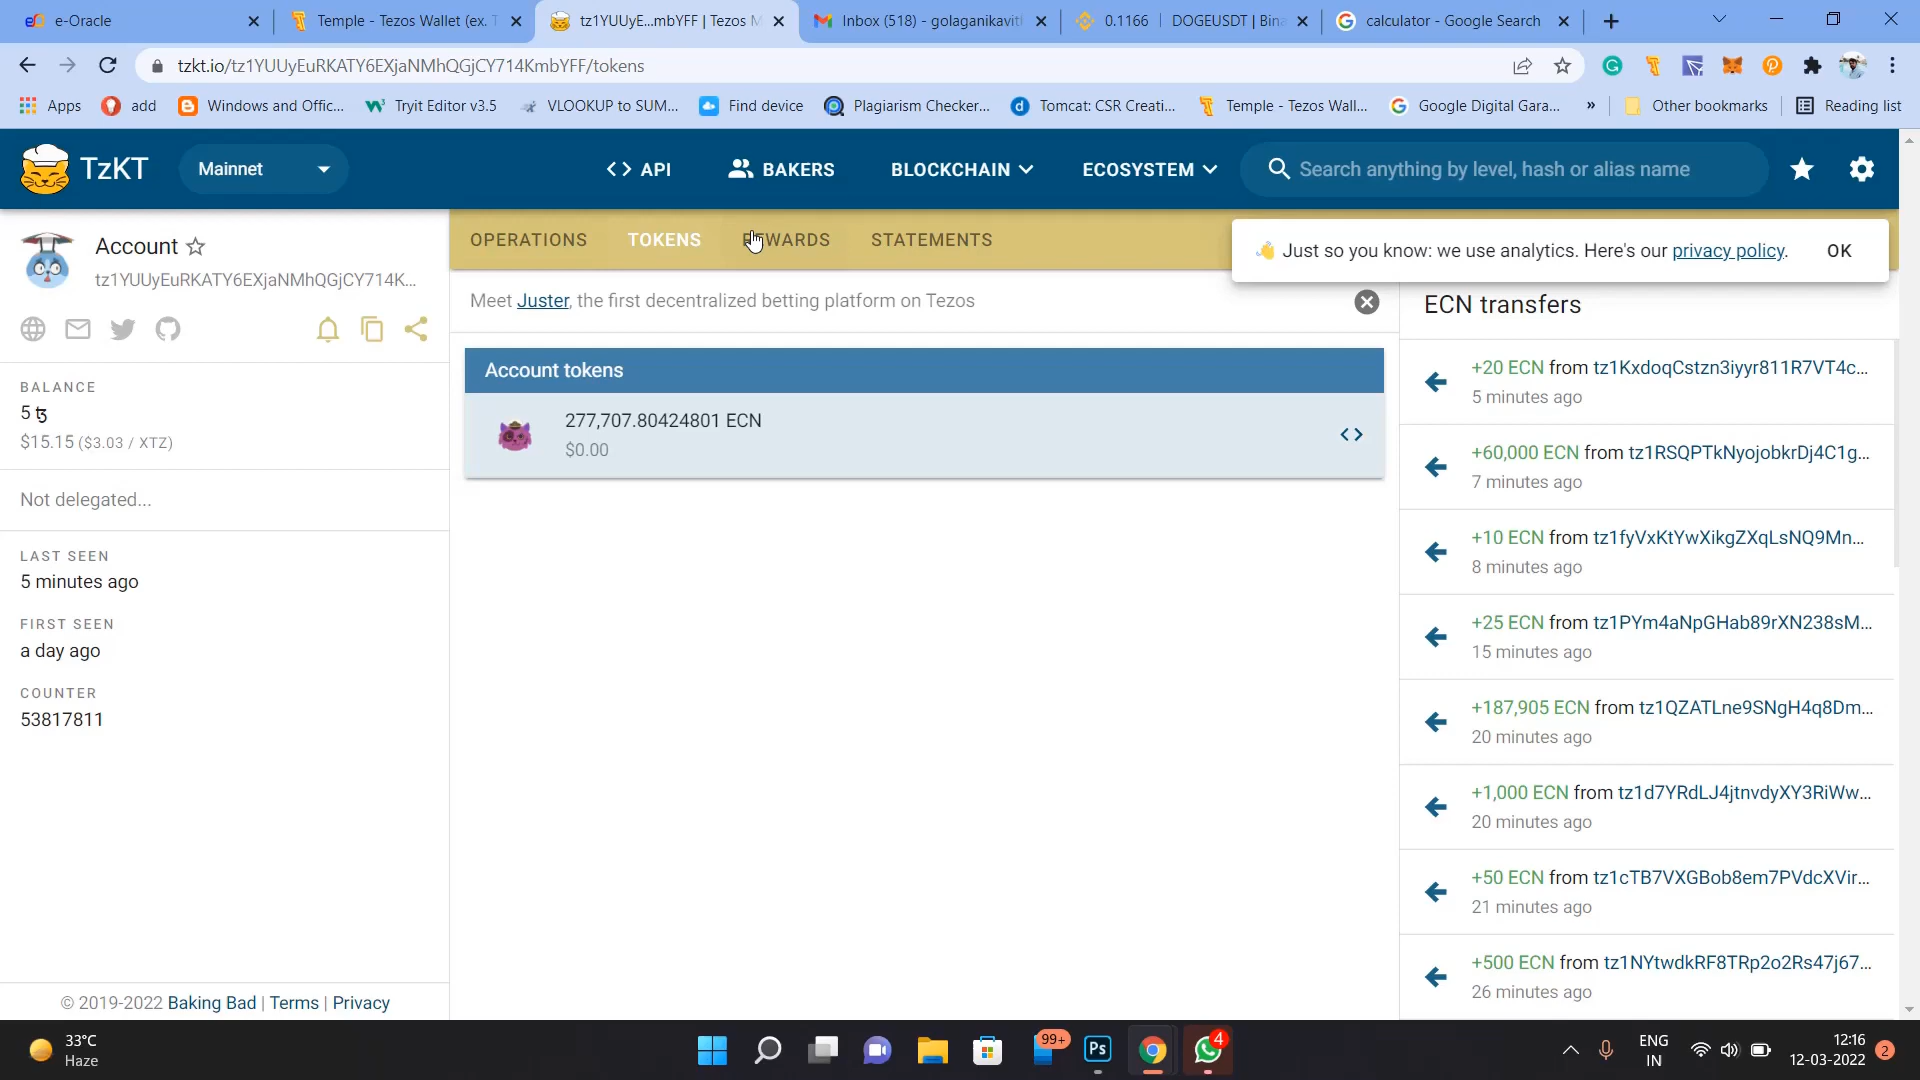 e-Oracle
Temple - Tezos Wallet (ex. T
tz1YUUyE...mbYFF | Tezos M
Inbox (518) - golaganikavit
0.1166 | DOGEUSDT | Bina
calculator - Google Search
tzkt.io/tz1YUUyEuRKATY6EXjaNMhQGjCY714KmbYFF/tokens
Apps
add
Windows and Offic...
Tryit Editor v3.5
VLOOKUP to SUM...
Find device
Plagiarism Checker...
Tomcat: CSR Creati...
Temple - Tezos Wall...
Google Digital Gara...
»
Other bookmarks
Reading list
TzKT
Mainnet
<> API
BAKERS
BLOCKCHAIN
ECOSYSTEM
Search anything by level, hash or alias name
Account
tz1YUUyEuRKATY6EXjaNMhQGjCY714K...
BALANCE
5 ꜩ
$15.15 ($3.03 / XTZ)
Not delegated...
LAST SEEN
5 minutes ago
FIRST SEEN
a day ago
COUNTER
53817811
© 2019-2022 Baking Bad | Terms | Privacy
OPERATIONS
TOKENS
REWARDS
STATEMENTS
👋 Just so you know: we use analytics. Here's our privacy policy.
OK
Meet Juster, the first decentralized betting platform on Tezos
Account tokens
277,707.80424801 ECN
$0.00
<>
ECN transfers
+20 ECN from tz1KxdoqCstzn3iyyr811R7VT4c...
5 minutes ago
+60,000 ECN from tz1RSQPTkNyojobkrDj4C1g...
7 minutes ago
+10 ECN from tz1fyVxKtYwXikgZXqLsNQ9Mn...
8 minutes ago
+25 ECN from tz1PYm4aNpGHab89rXN238sM...
15 minutes ago
+187,905 ECN from tz1QZATLne9SNgH4q8Dm...
20 minutes ago
+1,000 ECN from tz1d7YRdLJ4jtnvdyXY3RiWw...
20 minutes ago
+50 ECN from tz1cTB7VXGBob8em7PVdcXVir...
21 minutes ago
+500 ECN from tz1NYtwdkRF8TRp2o2Rs47j67...
26 minutes ago
33°C
Haze
99+
Ps
4
ENG
IN
12:16
12-03-2022
2